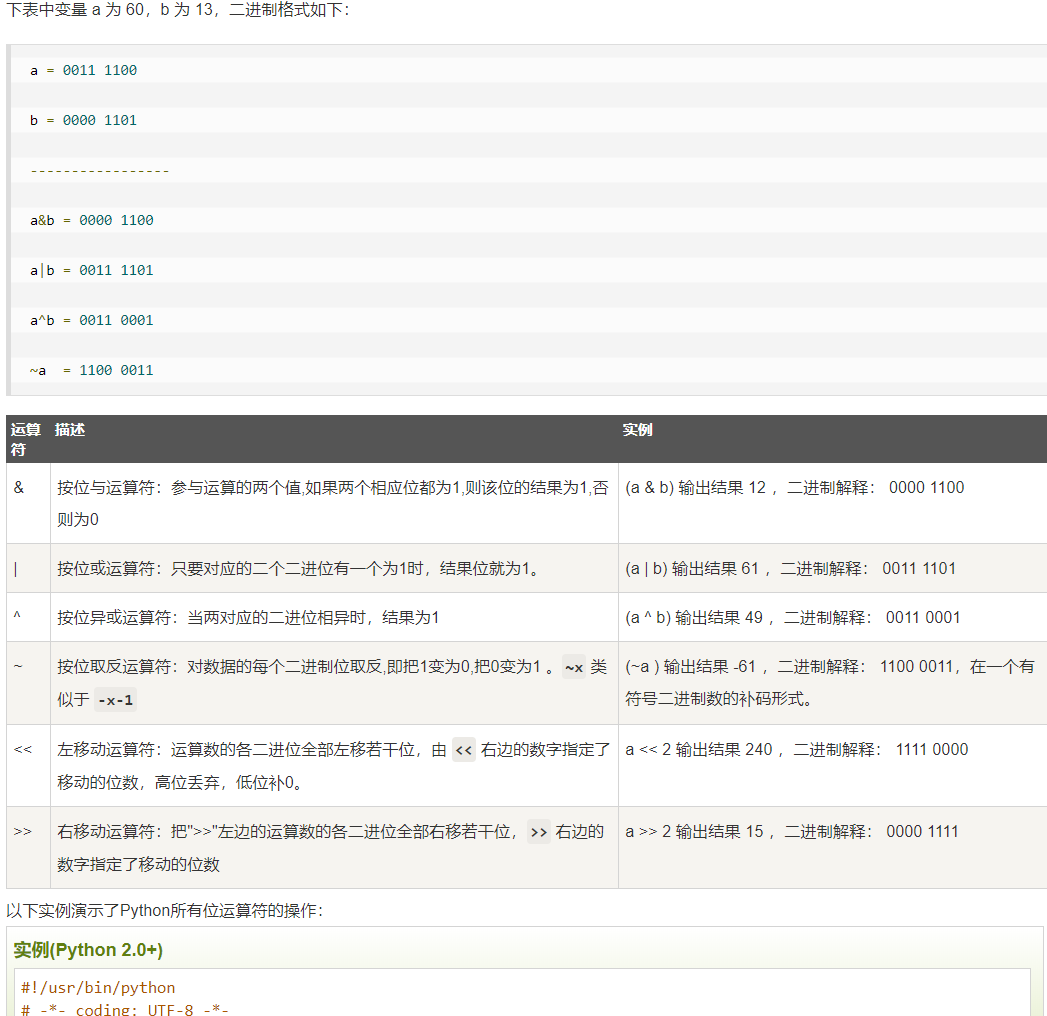 下表中变量 a 为 60，b 为 13，二进制格式如下：
a = 0011 1100
b = 0000 1101
-----------------
a&b = 0000 1100
a|b = 0011 1101
a^b = 0011 0001
~a  = 1100 0011
运算符 描述 实例
& 按位与运算符：参与运算的两个值,如果两个相应位都为1,则该位的结果为1,否则为0 (a & b) 输出结果 12 ，二进制解释： 0000 1100
| 按位或运算符：只要对应的二个二进位有一个为1时，结果位就为1。 (a | b) 输出结果 61 ，二进制解释： 0011 1101
^ 按位异或运算符：当两对应的二进位相异时，结果为1 (a ^ b) 输出结果 49 ，二进制解释： 0011 0001
~ 按位取反运算符：对数据的每个二进制位取反,即把1变为0,把0变为1 。~x 类似于 -x-1 (~a ) 输出结果 -61 ，二进制解释： 1100 0011，在一个有符号二进制数的补码形式。
<< 左移动运算符：运算数的各二进位全部左移若干位，由 << 右边的数字指定了移动的位数，高位丢弃，低位补0。 a << 2 输出结果 240 ，二进制解释： 1111 0000
>> 右移动运算符：把">>"左边的运算数的各二进位全部右移若干位，>> 右边的数字指定了移动的位数 a >> 2 输出结果 15 ，二进制解释： 0000 1111
以下实例演示了Python所有位运算符的操作：
实例(Python 2.0+)
#!/usr/bin/python
# -*- coding: UTF-8 -*-